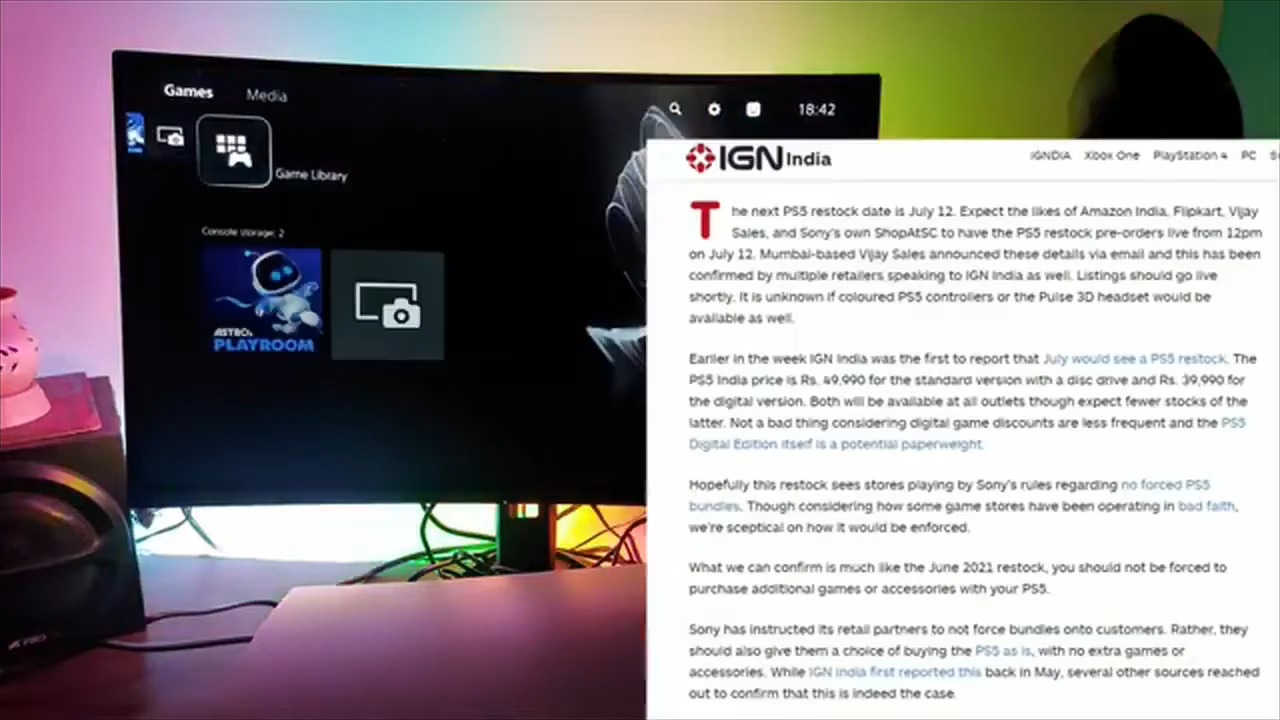 Games Media
18:42
Game Library
Console storage: 2
ASTRO's
PLAYROOM
IGN India
IGNDIA Xbox One PlayStation 4 PC
The next PS5 restock date is July 12. Expect the likes of Amazon India, Flipkart, Vijay
Sales, and Sony's own ShopAtSC to have the PS5 restock pre-orders live from 12pm
on July 12. Mumbai-based Vijay Sales announced these details via email and this has been
confirmed by multiple retailers speaking to IGN India as well. Listings should go live
shortly. It is unknown if coloured PS5 controllers or the Pulse 3D headset would be
available as well.
Earlier in the week IGN India was the first to report that July would see a PS5 restock. The
PS5 India price is Rs. 49,990 for the standard version with a disc drive and Rs. 39,990 for
the digital version. Both will be available at all outlets though expect fewer stocks of the
latter. Not a bad thing considering digital game discounts are less frequent and the PS5
Digital Edition itself is a potential paperweight.
Hopefully this restock sees stores playing by Sony's rules regarding no forced PS5
bundles. Though considering how some game stores have been operating in bad faith,
we're sceptical on how it would be enforced.
What we can confirm is much like the June 2021 restock, you should not be forced to
purchase additional games or accessories with your PS5.
Sony has instructed its retail partners to not force bundles onto customers. Rather, they
should also give them a choice of buying the PS5 as is, with no extra games or
accessories. While IGN India first reported this back in May, several other sources reached
out to confirm that this is indeed the case.